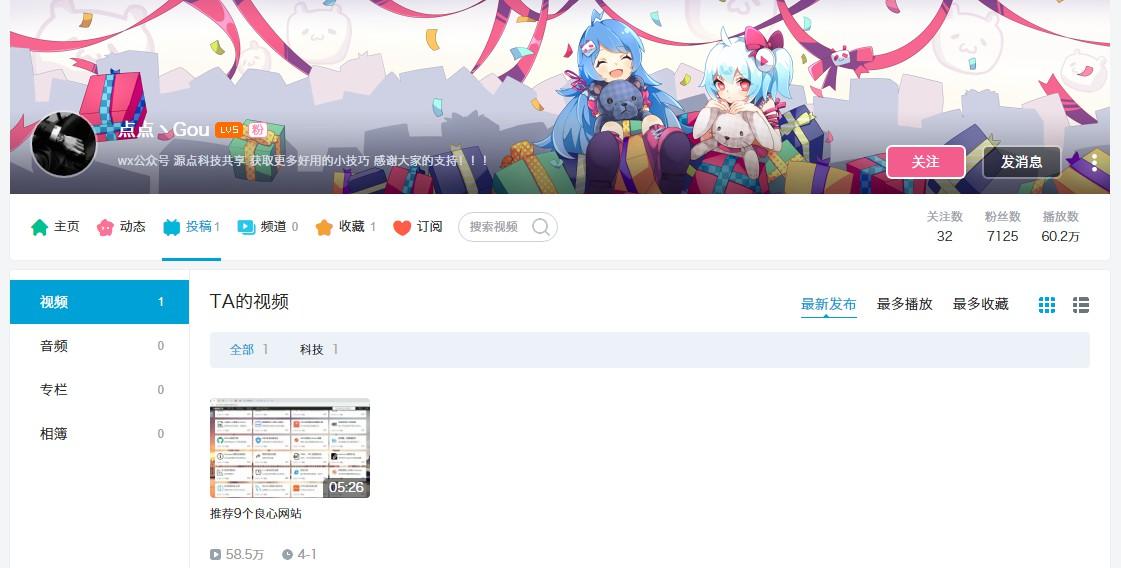 点点丶Gou LV5 粉
wx公众号 源点科技共享 获取更多好用的小技巧 感谢大家的支持！！！
关注 发消息
主页 动态 投稿 1 频道 0 收藏 1 订阅 搜索视频
关注数 粉丝数 播放数
32 7125 60.2万
视频 1
音频 0
专栏 0
相簿 0
TA的视频
最新发布 最多播放 最多收藏
全部 1 科技 1
05:26
推荐9个良心网站
58.5万 4-1